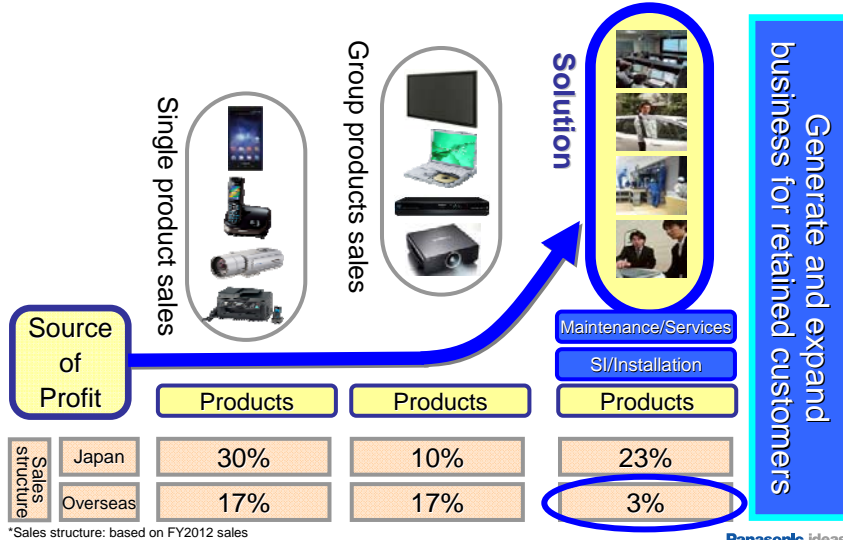 Single product sales
Group products sales
Solution
Generate and expand
business for retained customers
Source
of
Profit
Maintenance/Services
SI/Installation
Products
Products
Products
Sales
structure
Japan
30%
10%
23%
Overseas
17%
17%
3%
*Sales structure: based on FY2012 sales
Panasonic ideas